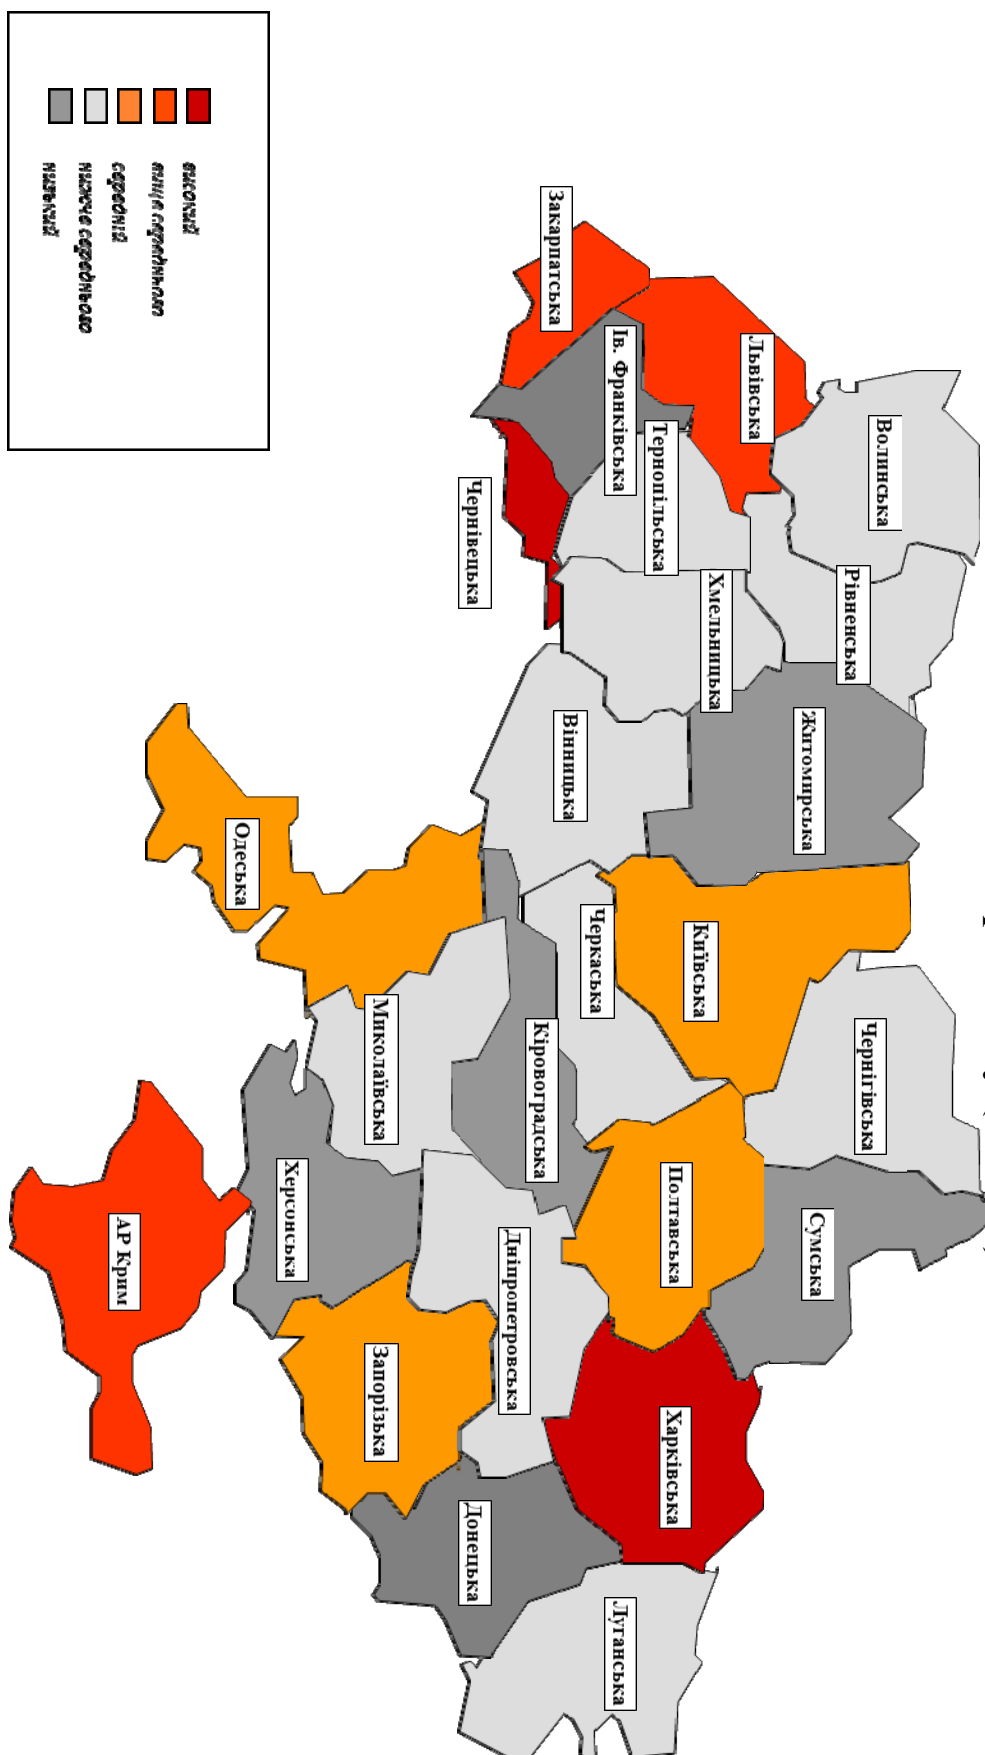 Волинська
Рівненська
Житомирська
Чернігівська
Сумська
Львівська
Хмельницька
Київська
Полтавська
Харківська
Тернопільська
Ів. Франківська
Черкаська
Луганська
Закарпатська
Вінницька
Кіровоградська
Дніпропетровська
Чернівецька
Донецька
Миколаївська
Запорізька
Одеська
Херсонська
АР Крим
високий
вище середнього
середній
нижче середнього
низький